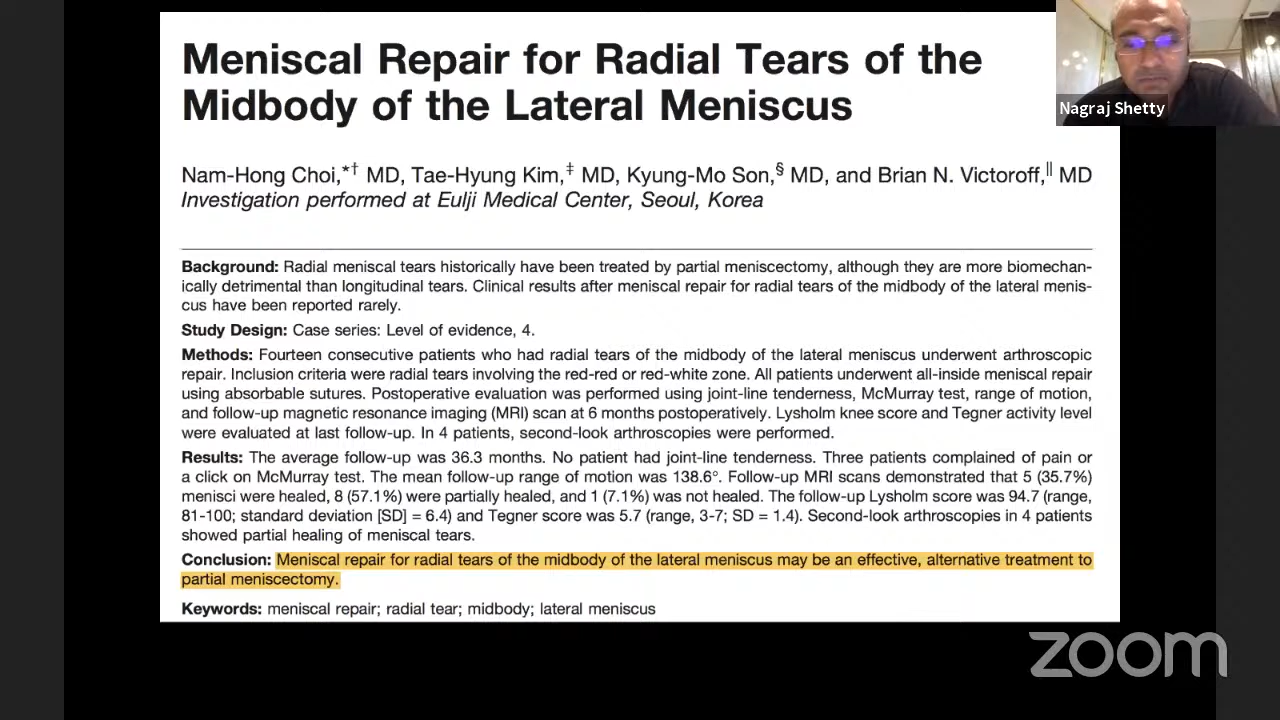 Meniscal Repair for Radial Tears of the
Midbody of the Lateral Meniscus
Nagraj Shetty
Nam-Hong Choi,*† MD, Tae-Hyung Kim,‡ MD, Kyung-Mo Son,§ MD, and Brian N. Victoroff,|| MD
Investigation performed at Eulji Medical Center, Seoul, Korea
Background: Radial meniscal tears historically have been treated by partial meniscectomy, although they are more biomechan-
ically detrimental than longitudinal tears. Clinical results after meniscal repair for radial tears of the midbody of the lateral menis-
cus have been reported rarely.
Study Design: Case series: Level of evidence, 4.
Methods: Fourteen consecutive patients who had radial tears of the midbody of the lateral meniscus underwent arthroscopic
repair. Inclusion criteria were radial tears involving the red-red or red-white zone. All patients underwent all-inside meniscal repair
using absorbable sutures. Postoperative evaluation was performed using joint-line tenderness, McMurray test, range of motion,
and follow-up magnetic resonance imaging (MRI) scan at 6 months postoperatively. Lysholm knee score and Tegner activity level
were evaluated at last follow-up. In 4 patients, second-look arthroscopies were performed.
Results: The average follow-up was 36.3 months. No patient had joint-line tenderness. Three patients complained of pain or
a click on McMurray test. The mean follow-up range of motion was 138.6°. Follow-up MRI scans demonstrated that 5 (35.7%)
menisci were healed, 8 (57.1%) were partially healed, and 1 (7.1%) was not healed. The follow-up Lysholm score was 94.7 (range,
81-100; standard deviation [SD] = 6.4) and Tegner score was 5.7 (range, 3-7; SD = 1.4). Second-look arthroscopies in 4 patients
showed partial healing of meniscal tears.
Conclusion: Meniscal repair for radial tears of the midbody of the lateral meniscus may be an effective, alternative treatment to
partial meniscectomy.
Keywords: meniscal repair; radial tear; midbody; lateral meniscus
zoom